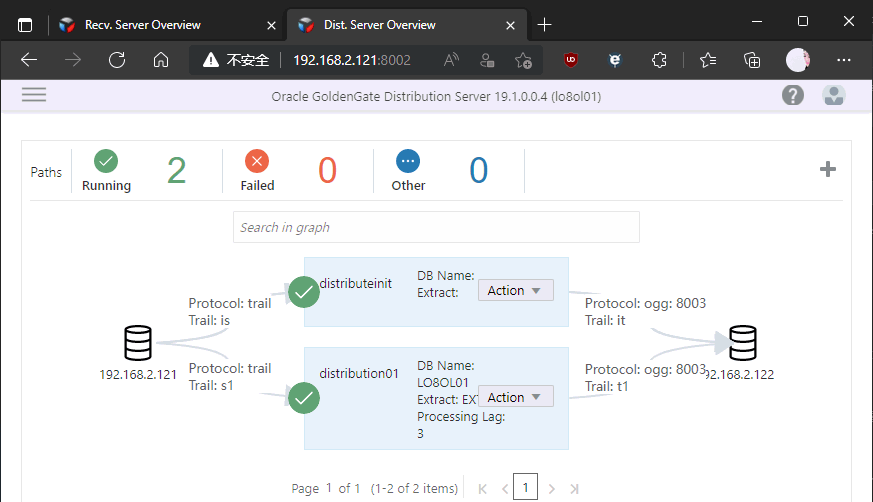 Recv. Server Overview
Dist. Server Overview
不安全
192.168.2.121:8002
Oracle GoldenGate Distribution Server 19.1.0.0.4 (lo8ol01)
Paths
Running
2
Failed
0
Other
0
Search in graph
distributeinit
DB Name:
Extract:
Action
Protocol: trail
Trail: is
Protocol: ogg: 8003
Trail: it
192.168.2.121
Protocol: trail
Trail: s1
distribution01
DB Name:
LO8OL01
Extract: EXT
Processing Lag:
3
Action
Protocol: ogg: 8003
Trail: t1
92.168.2.122
Page 1 of 1 (1-2 of 2 items)
1